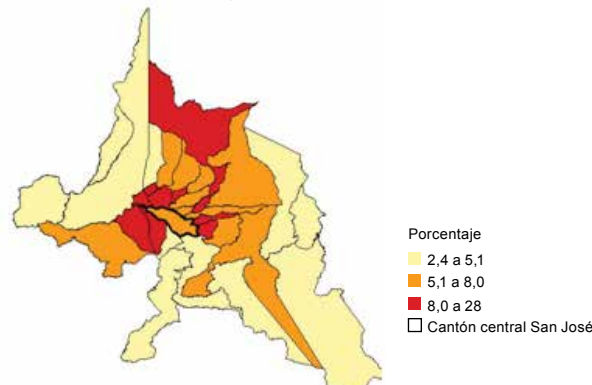 Porcentaje
2,4 a 5,1
5,1 a 8,0
8,0 a 28
Cantón central San José